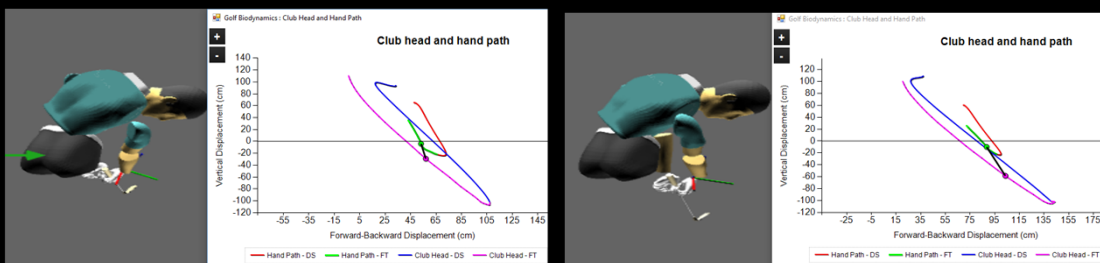 Golf Biodynamics : Club Head and Hand Path
+
-
Club head and hand path
Vertical Displacement (cm)
140
120
100
80
60
40
20
0
-20
-40
-60
-80
-100
-120
-55 -35 -15 5 25 45 65 85 105 125 145
Forward-Backward Displacement (cm)
Hand Path - DS Hand Path - FT Club Head - DS Club Head - FT
Golf Biodynamics : Club Head and Hand Path
+
-
Club head and hand path
Vertical Displacement (cm)
120
100
80
60
40
20
0
-20
-40
-60
-80
-100
-120
-25 -5 15 35 55 75 95 115 135 155 175
Forward-Backward Displacement (cm)
Hand Path - DS Hand Path - FT Club Head - DS Club Head - FT